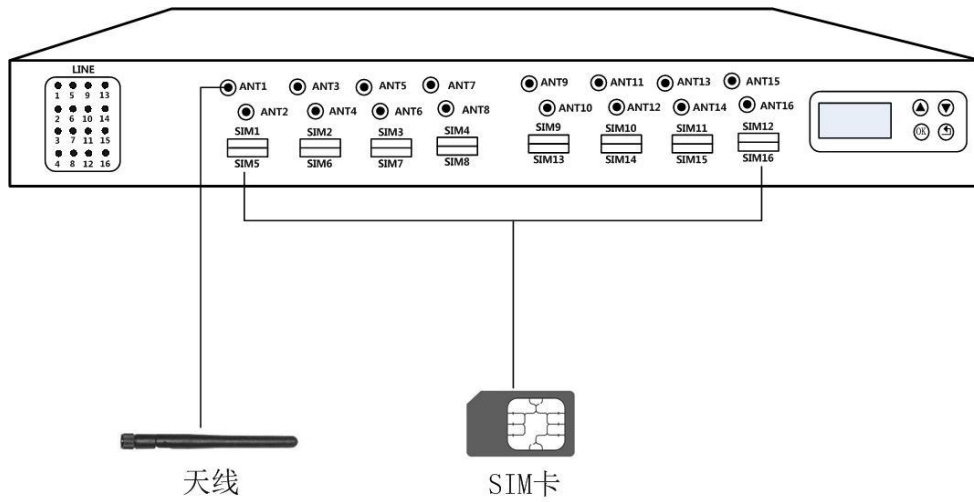 LINE
1 5 9 13
2 6 10 14
3 7 11 15
4 8 12 16
ANT1 ANT3 ANT5 ANT7 ANT9 ANT11 ANT13 ANT15
ANT2 ANT4 ANT6 ANT8 ANT10 ANT12 ANT14 ANT16
SIM1 SIM2 SIM3 SIM4 SIM9 SIM10 SIM11 SIM12
SIM5 SIM6 SIM7 SIM8 SIM13 SIM14 SIM15 SIM16
OK
天线
SIM卡